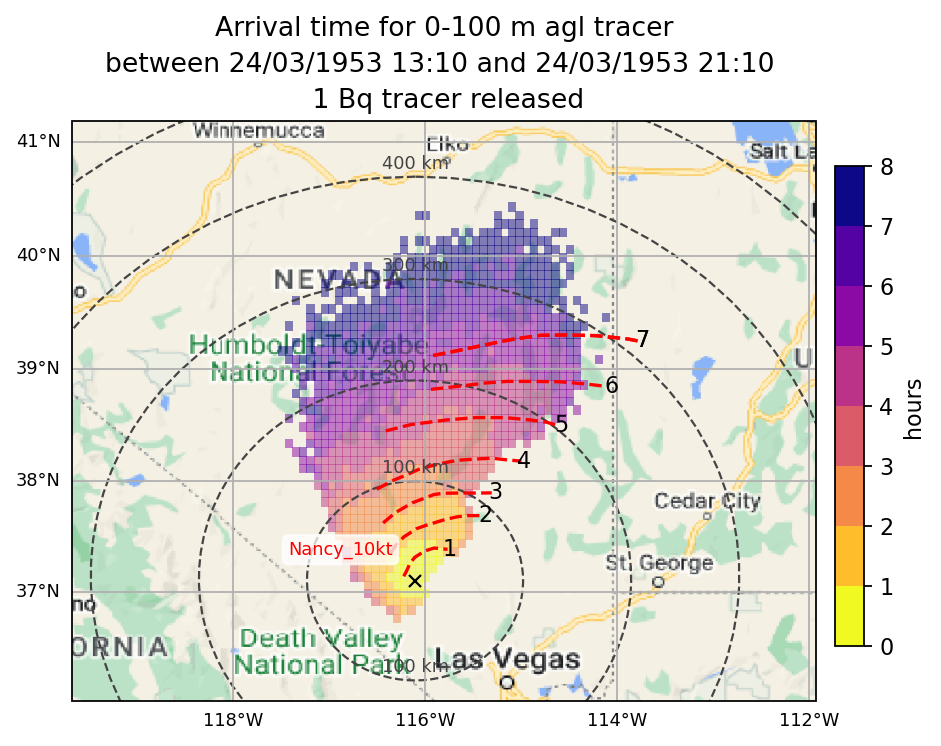 Arrival time for 0-100 m agl tracer
between 24/03/1953 13:10 and 24/03/1953 21:10
1 Bq tracer released
41°N
40°N
39°N
38°N
37°N
Winnemucca
Elko
Salt La
400 km
300 km
NEVADA
o
7
Humboldt-Toiyabe
National Forest
200 km
6
U
5
4
100 km
3
2
Cedar City
Nancy_10kt
1
St. George
no
ORNIA
Death Valley
National Park
100 km
Las Vegas
118°W
116°W
114°W
112°W
8
7
6
5
4
3
2
1
0
hours